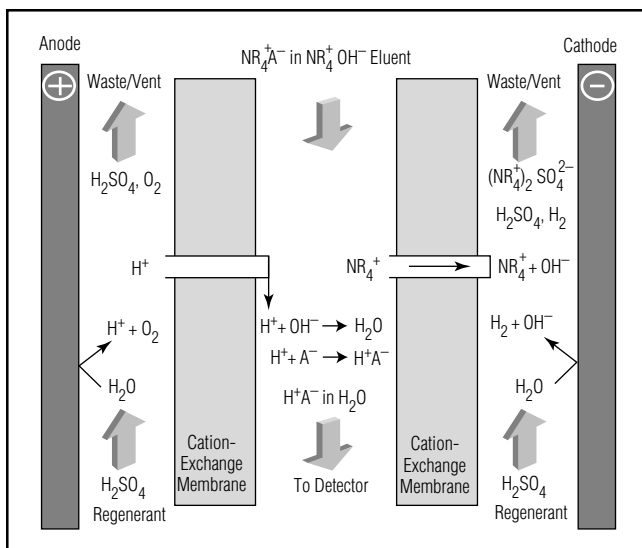 Anode
Cathode
NR₄⁺A⁻ in NR₄⁺ OH⁻ Eluent
+
−
Waste/Vent
Waste/Vent
H₂SO₄, O₂
(NR₄⁺)₂ SO₄²⁻
H₂SO₄, H₂
H⁺
NR₄⁺
NR₄⁺ + OH⁻
H⁺ + O₂
H⁺ + OH⁻ → H₂O
H₂ + OH⁻
H⁺ + A⁻ → H⁺A⁻
H₂O
H⁺A⁻ in H₂O
H₂O
Cation-
Exchange
Membrane
Cation-
Exchange
Membrane
To Detector
H₂SO₄
Regenerant
H₂SO₄
Regenerant